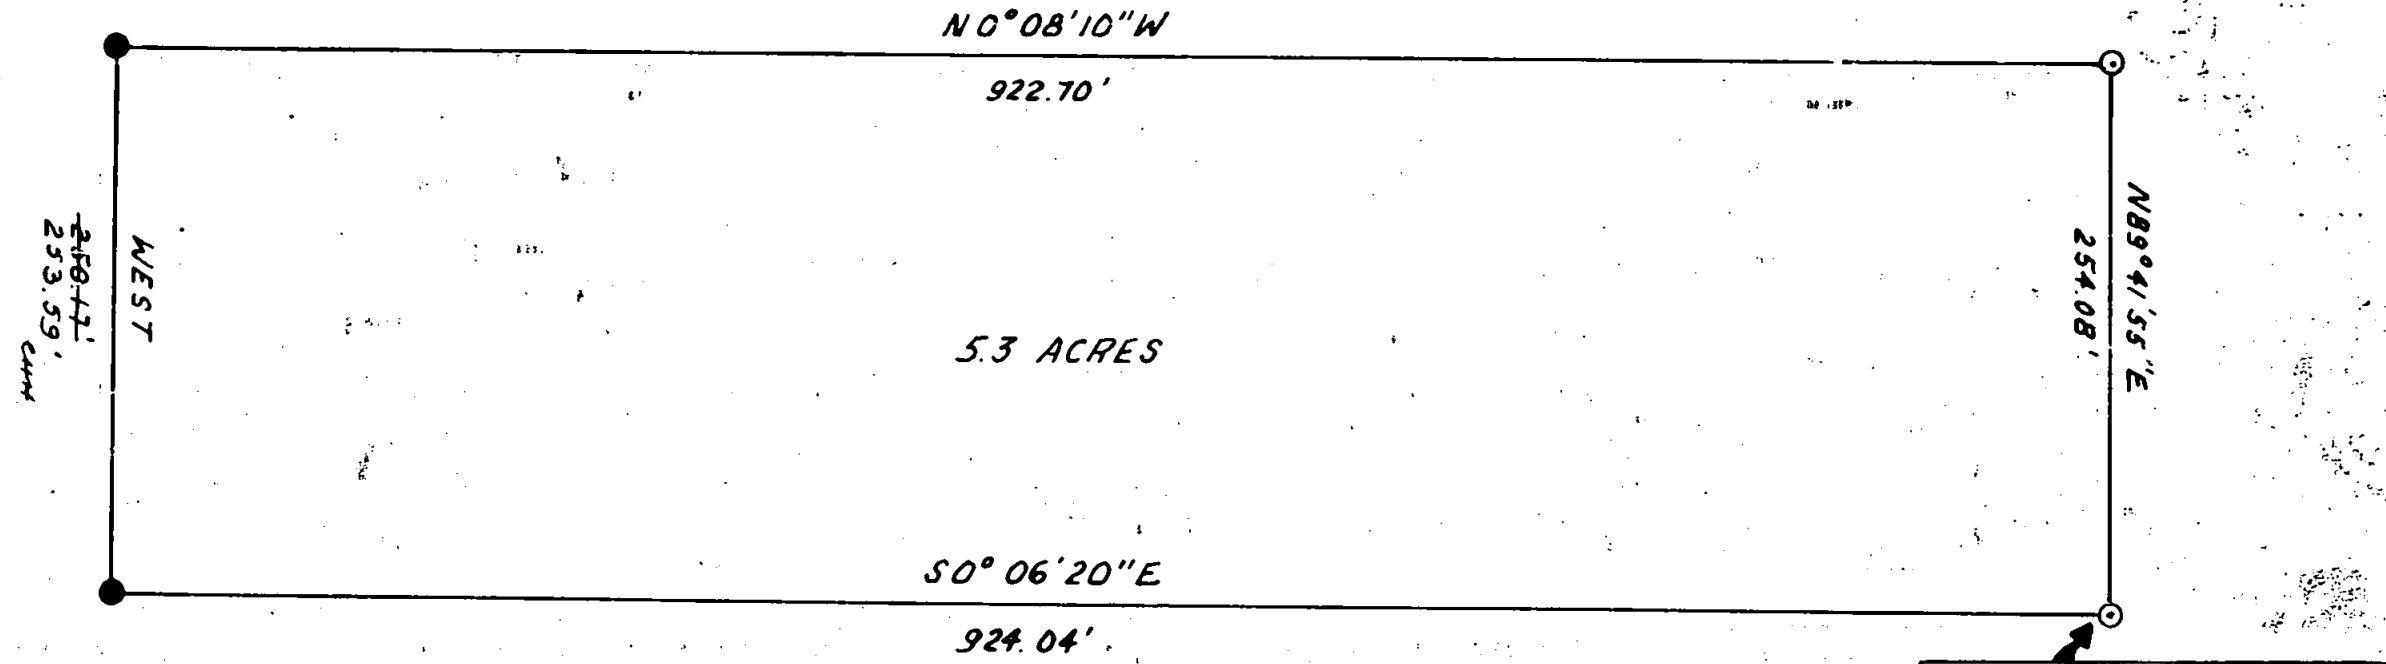 N 0°08'10"W
922.70'
WEST
250.17'
253.59'
N89°41'55"E
254.08'
5.3 ACRES
S0°06'20"E
924.04'